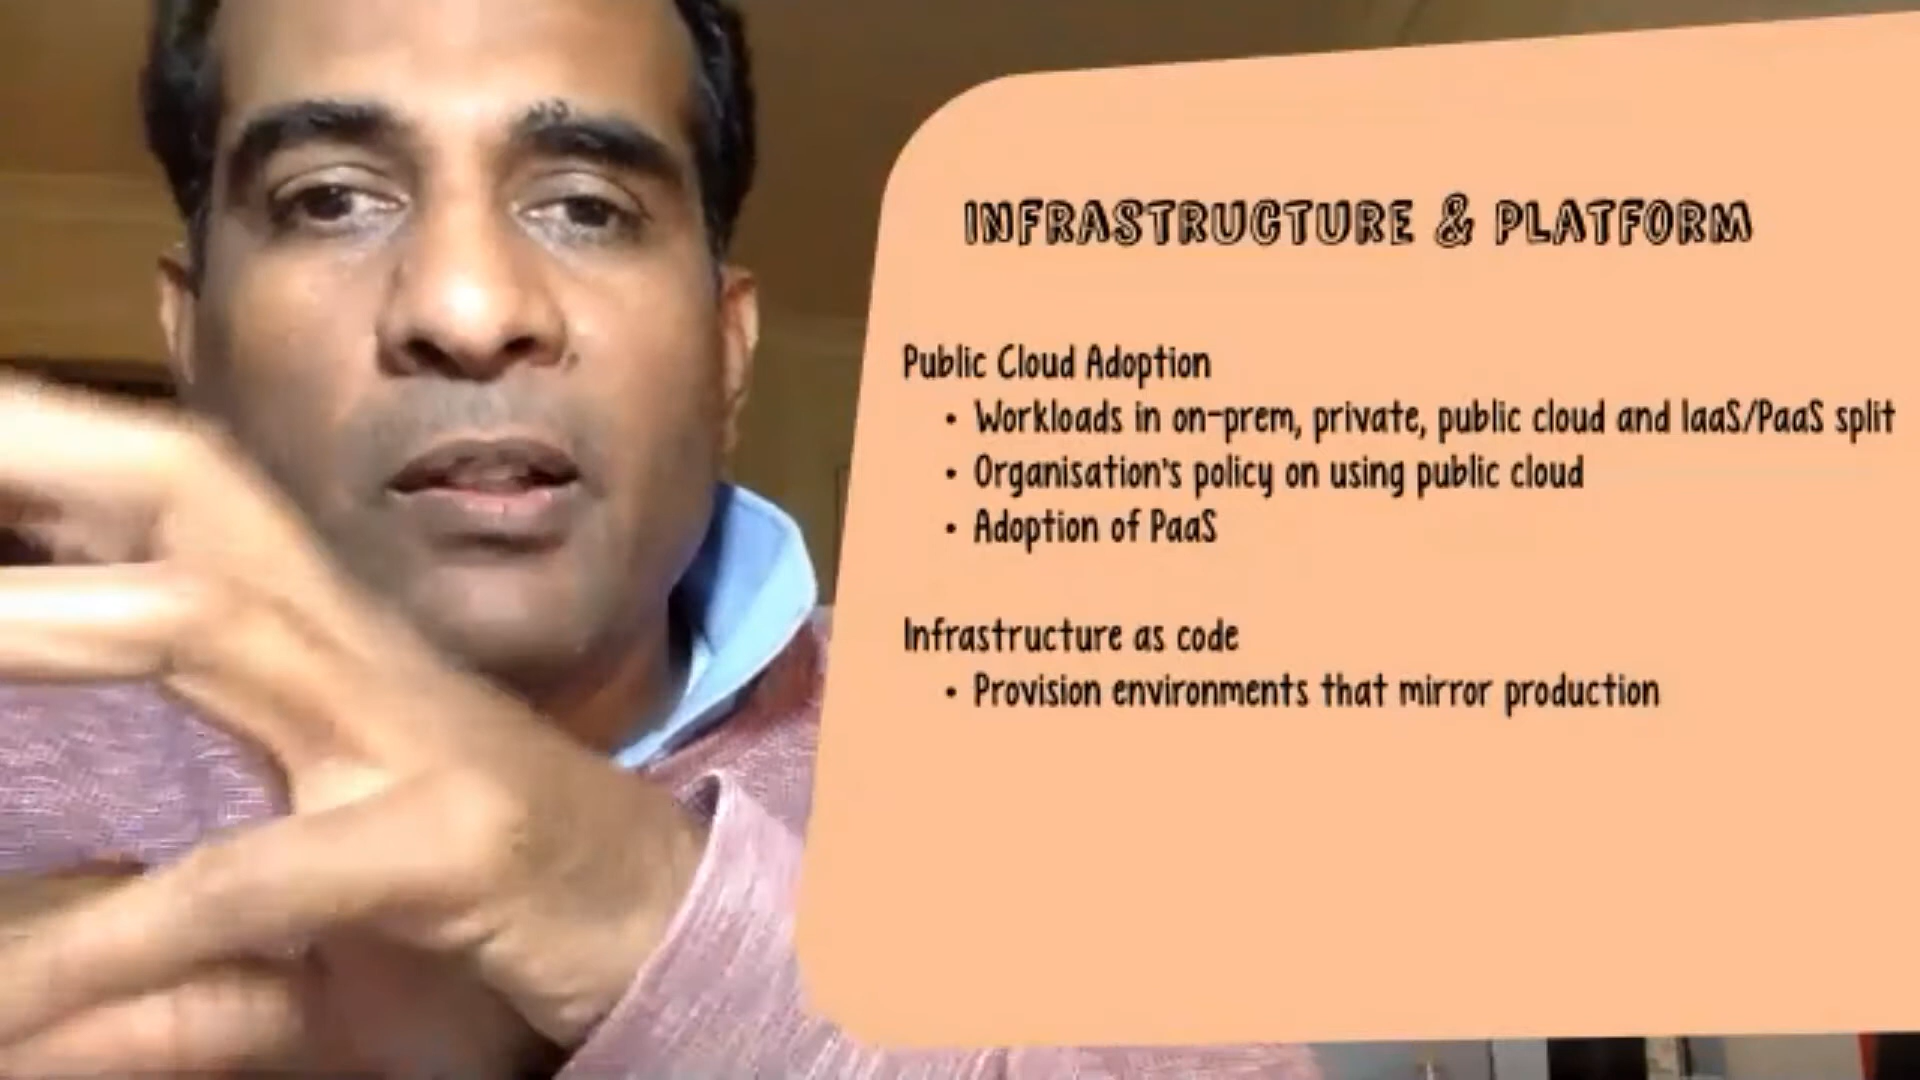 INFRASTRUCTURE & PLATFORM
Public Cloud Adoption
• Workloads in on-prem, private, public cloud and IaaS/PaaS split
• Organisation's policy on using public cloud
• Adoption of PaaS
Infrastructure as code
• Provision environments that mirror production